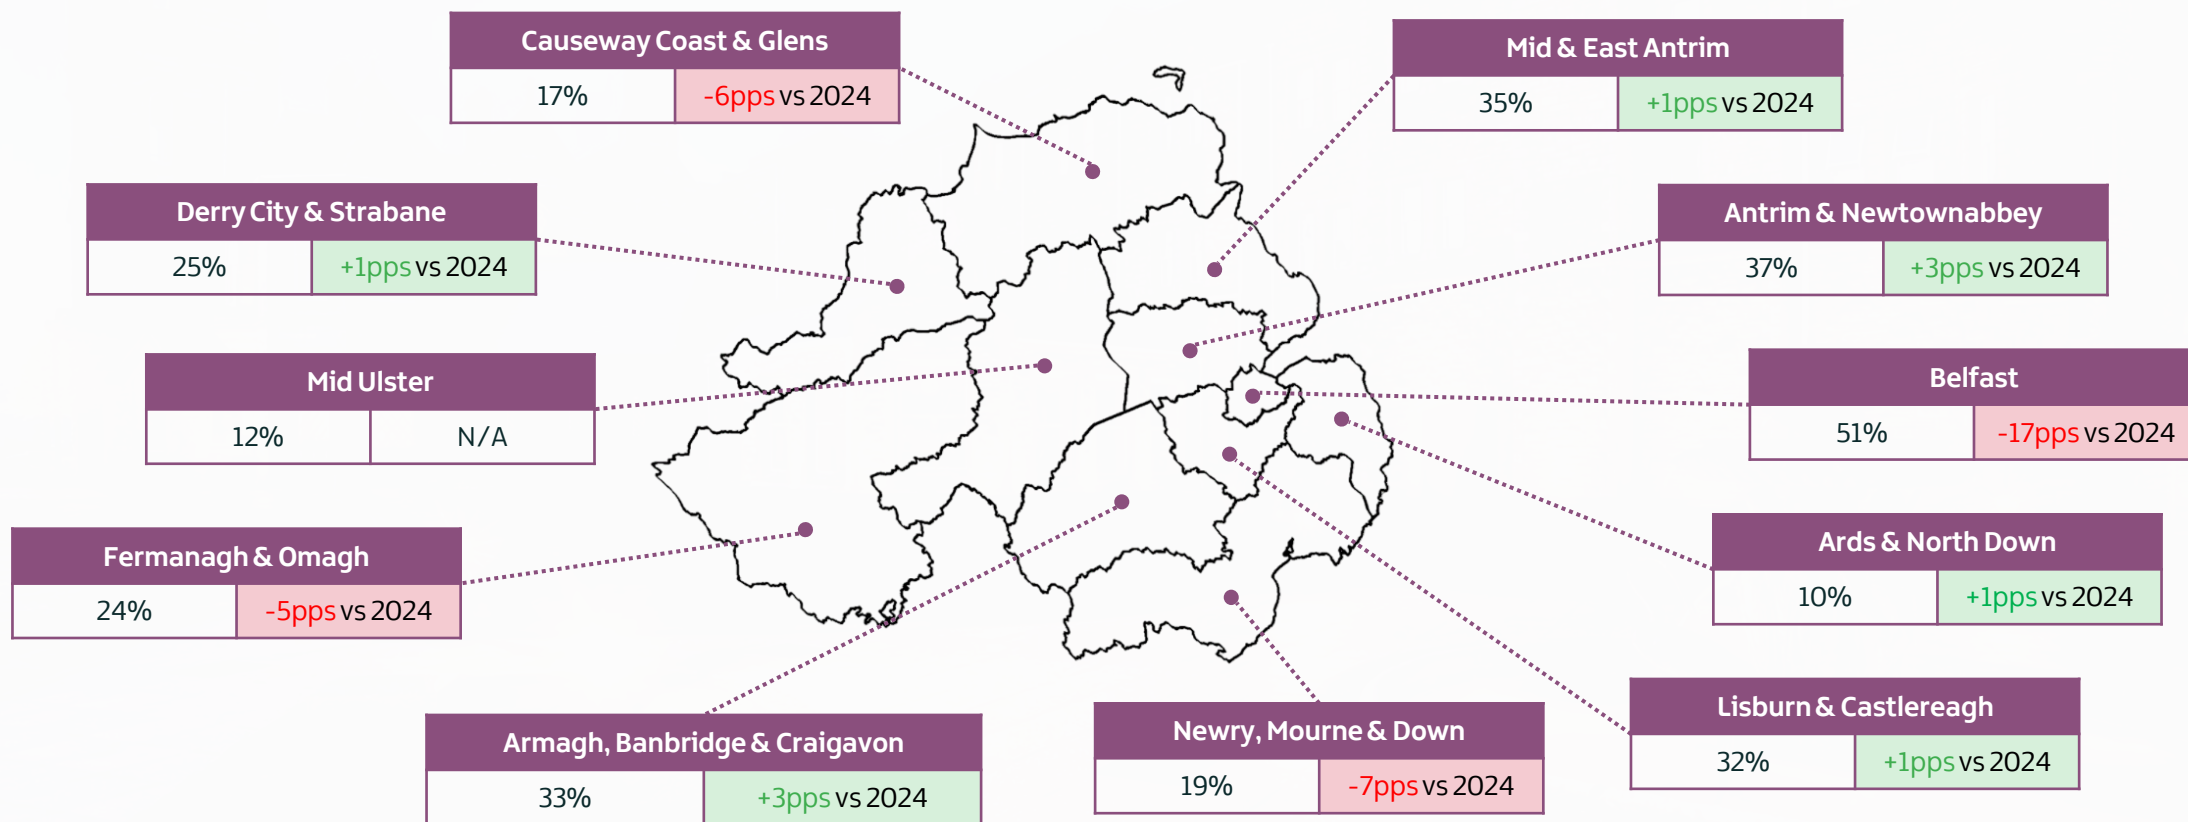 Causeway Coast & Glens
17% -6pps vs 2024
Mid & East Antrim
35% +1pps vs 2024
Derry City & Strabane
25% +1pps vs 2024
Antrim & Newtownabbey
37% +3pps vs 2024
Mid Ulster
12% N/A
Belfast
51% -17pps vs 2024
Fermanagh & Omagh
24% -5pps vs 2024
Ards & North Down
10% +1pps vs 2024
Armagh, Banbridge & Craigavon
33% +3pps vs 2024
Newry, Mourne & Down
19% -7pps vs 2024
Lisburn & Castlereagh
32% +1pps vs 2024